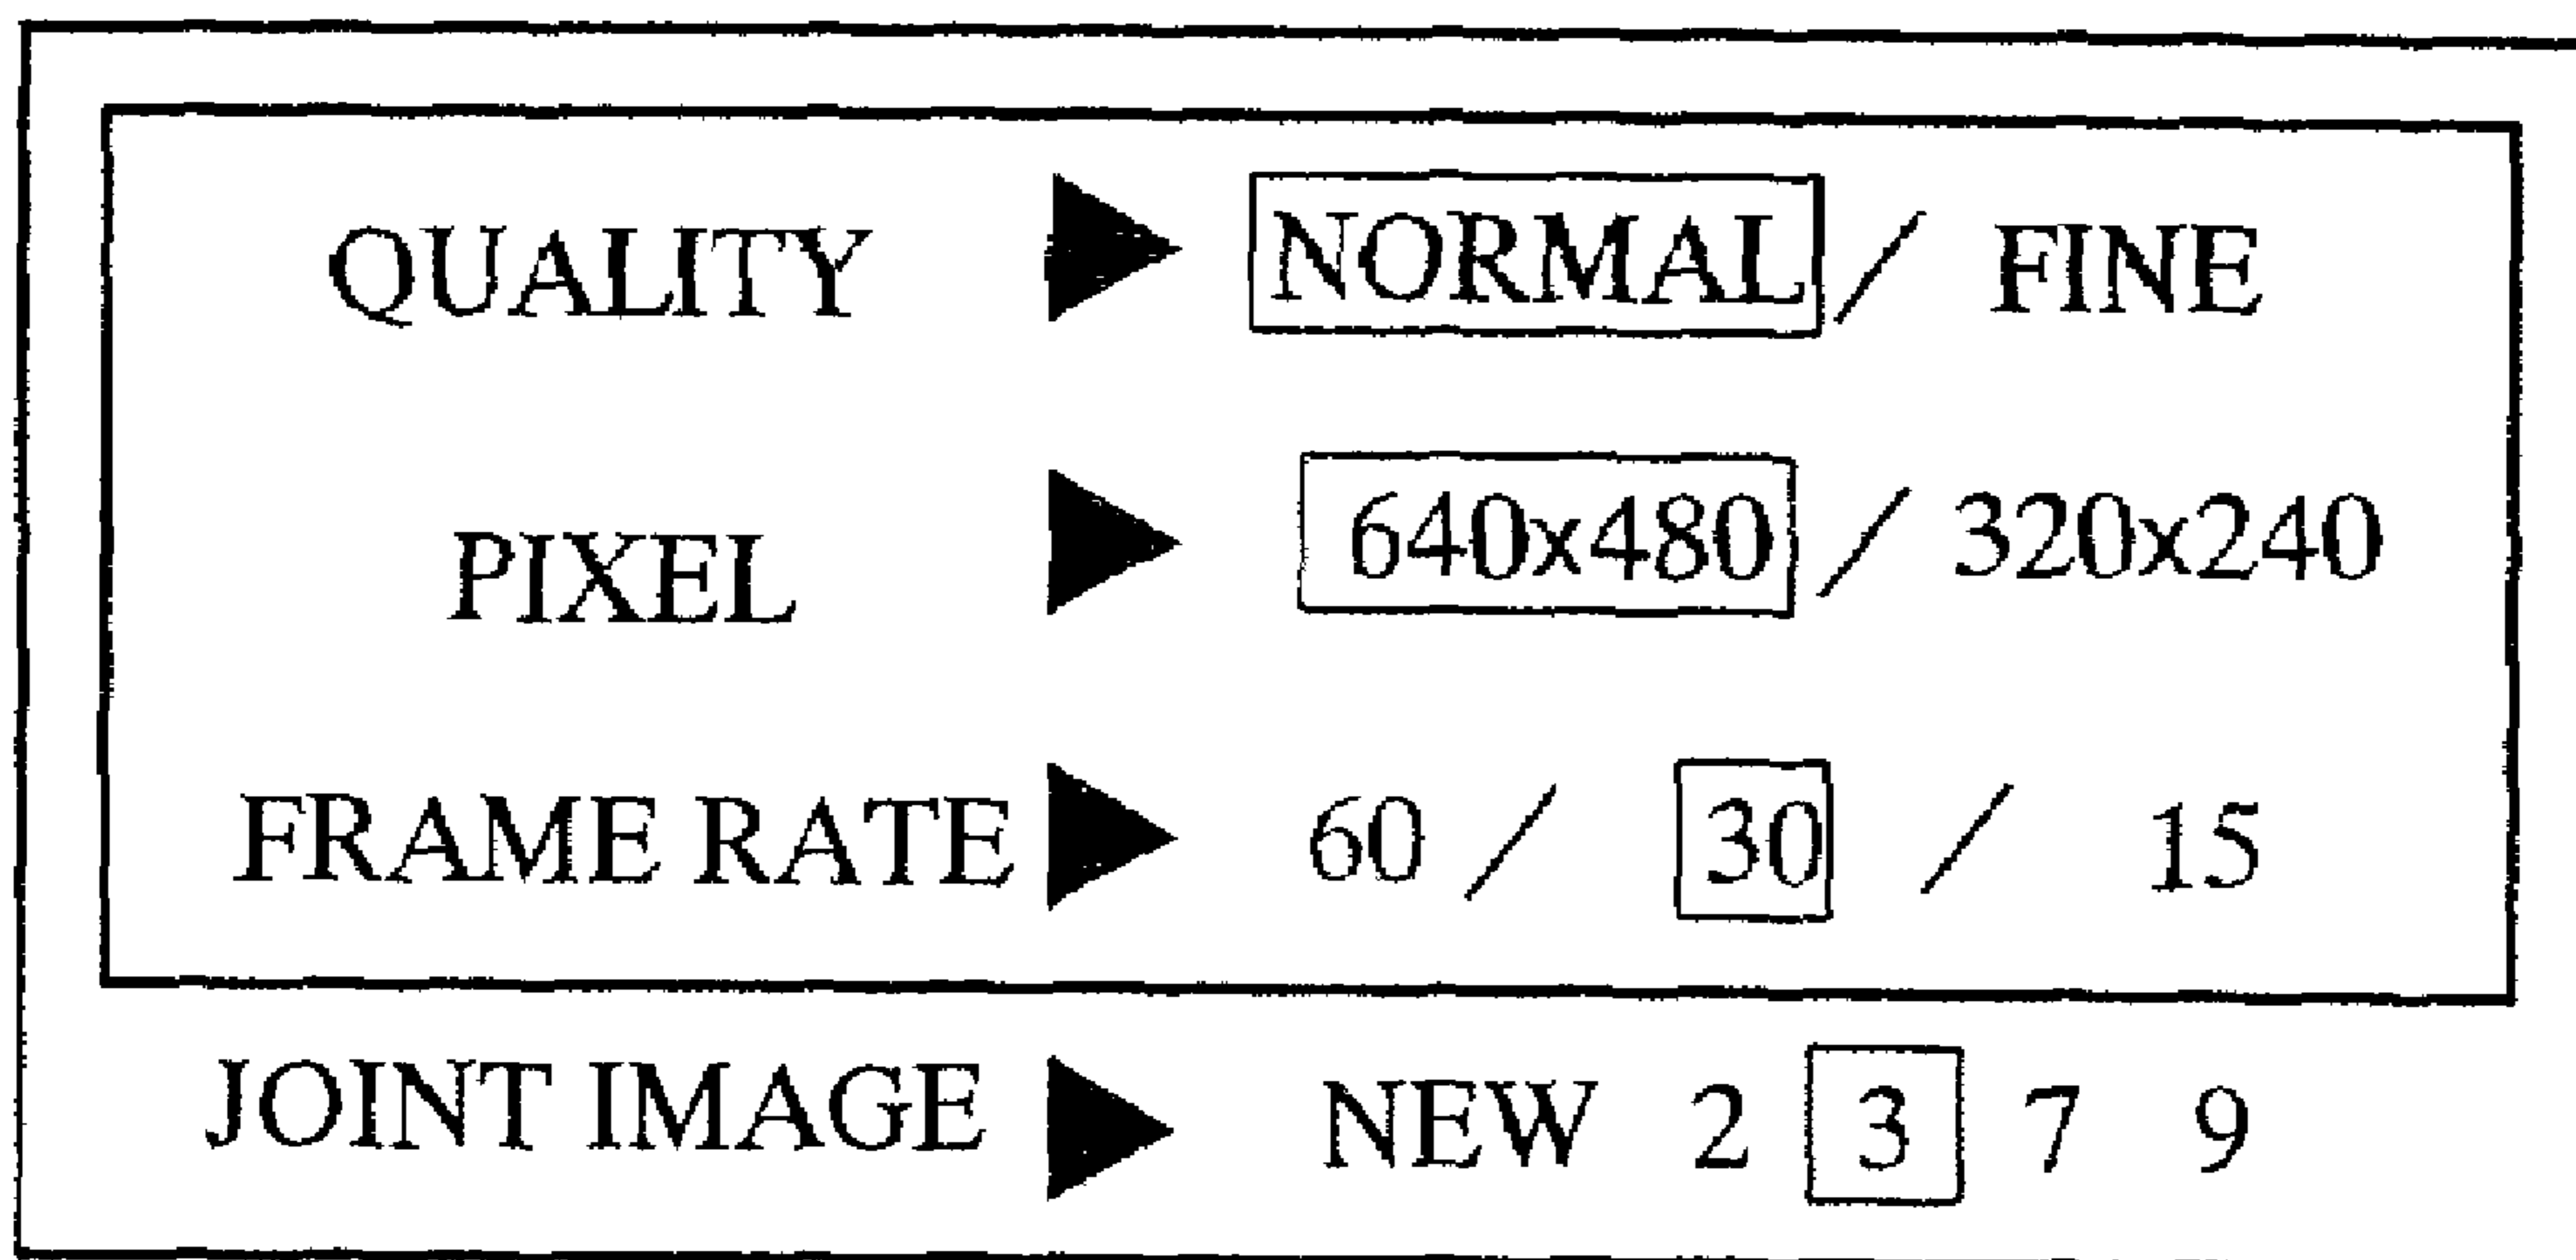 QUALITY ▶ NORMAL / FINE
PIXEL ▶ 640x480 / 320x240
FRAME RATE ▶ 60 / 30 / 15
JOINT IMAGE ▶ NEW 2 3 7 9